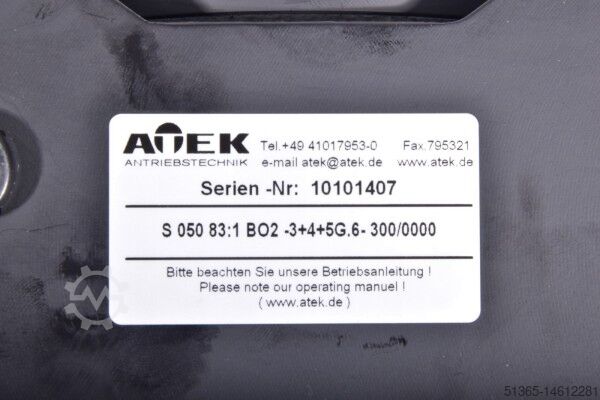 ATEK
ANTRIEBSTECHNIK
Tel.+49 41017953-0 Fax.795321
e-mail atek@atek.de www.atek.de
Serien -Nr: 10101407
S 050 83:1 BO2 -3+4+5G.6- 300/0000
Bitte beachten Sie unsere Betriebsanleitung !
Please note our operating manuel !
( www.atek.de )
51365-14612281